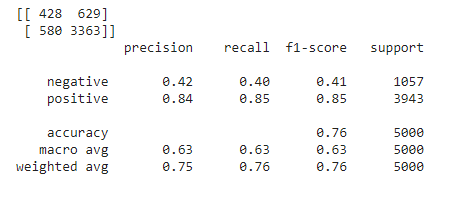 [[ 428 629]
[ 580 3363]]
precision recall f1-score support
negative 0.42 0.40 0.41 1057
positive 0.84 0.85 0.85 3943
accuracy 0.76 5000
macro avg 0.63 0.63 0.63 5000
weighted avg 0.75 0.76 0.76 5000